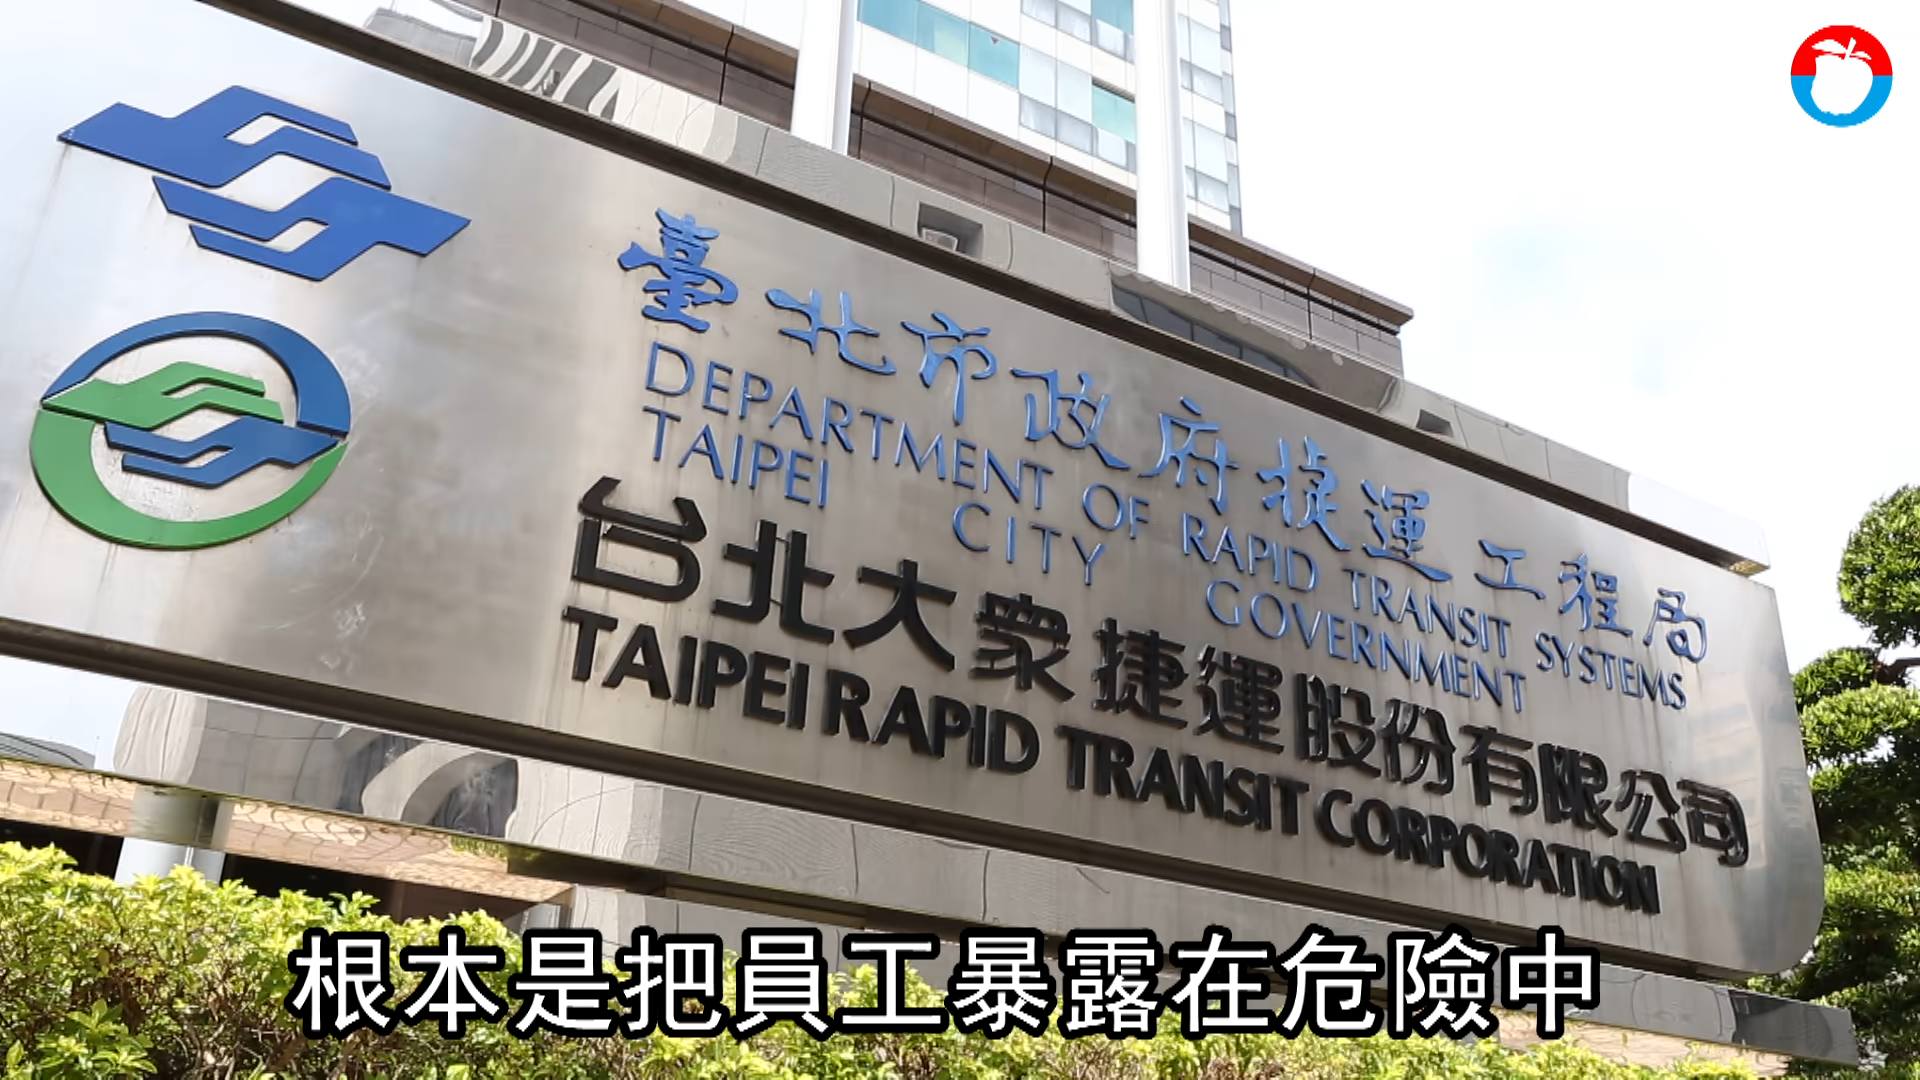 臺北市政府捷運工程局
DEPARTMENT OF RAPID TRANSIT SYSTEMS
TAIPEI CITY GOVERNMENT
台北大眾捷運股份有限公司
TAIPEI RAPID TRANSIT CORPORATION
根本是把員工暴露在危險中